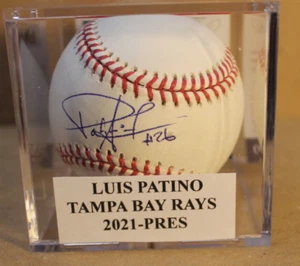 #26
LUIS PATINO
TAMPA BAY RAYS
2021-PRES